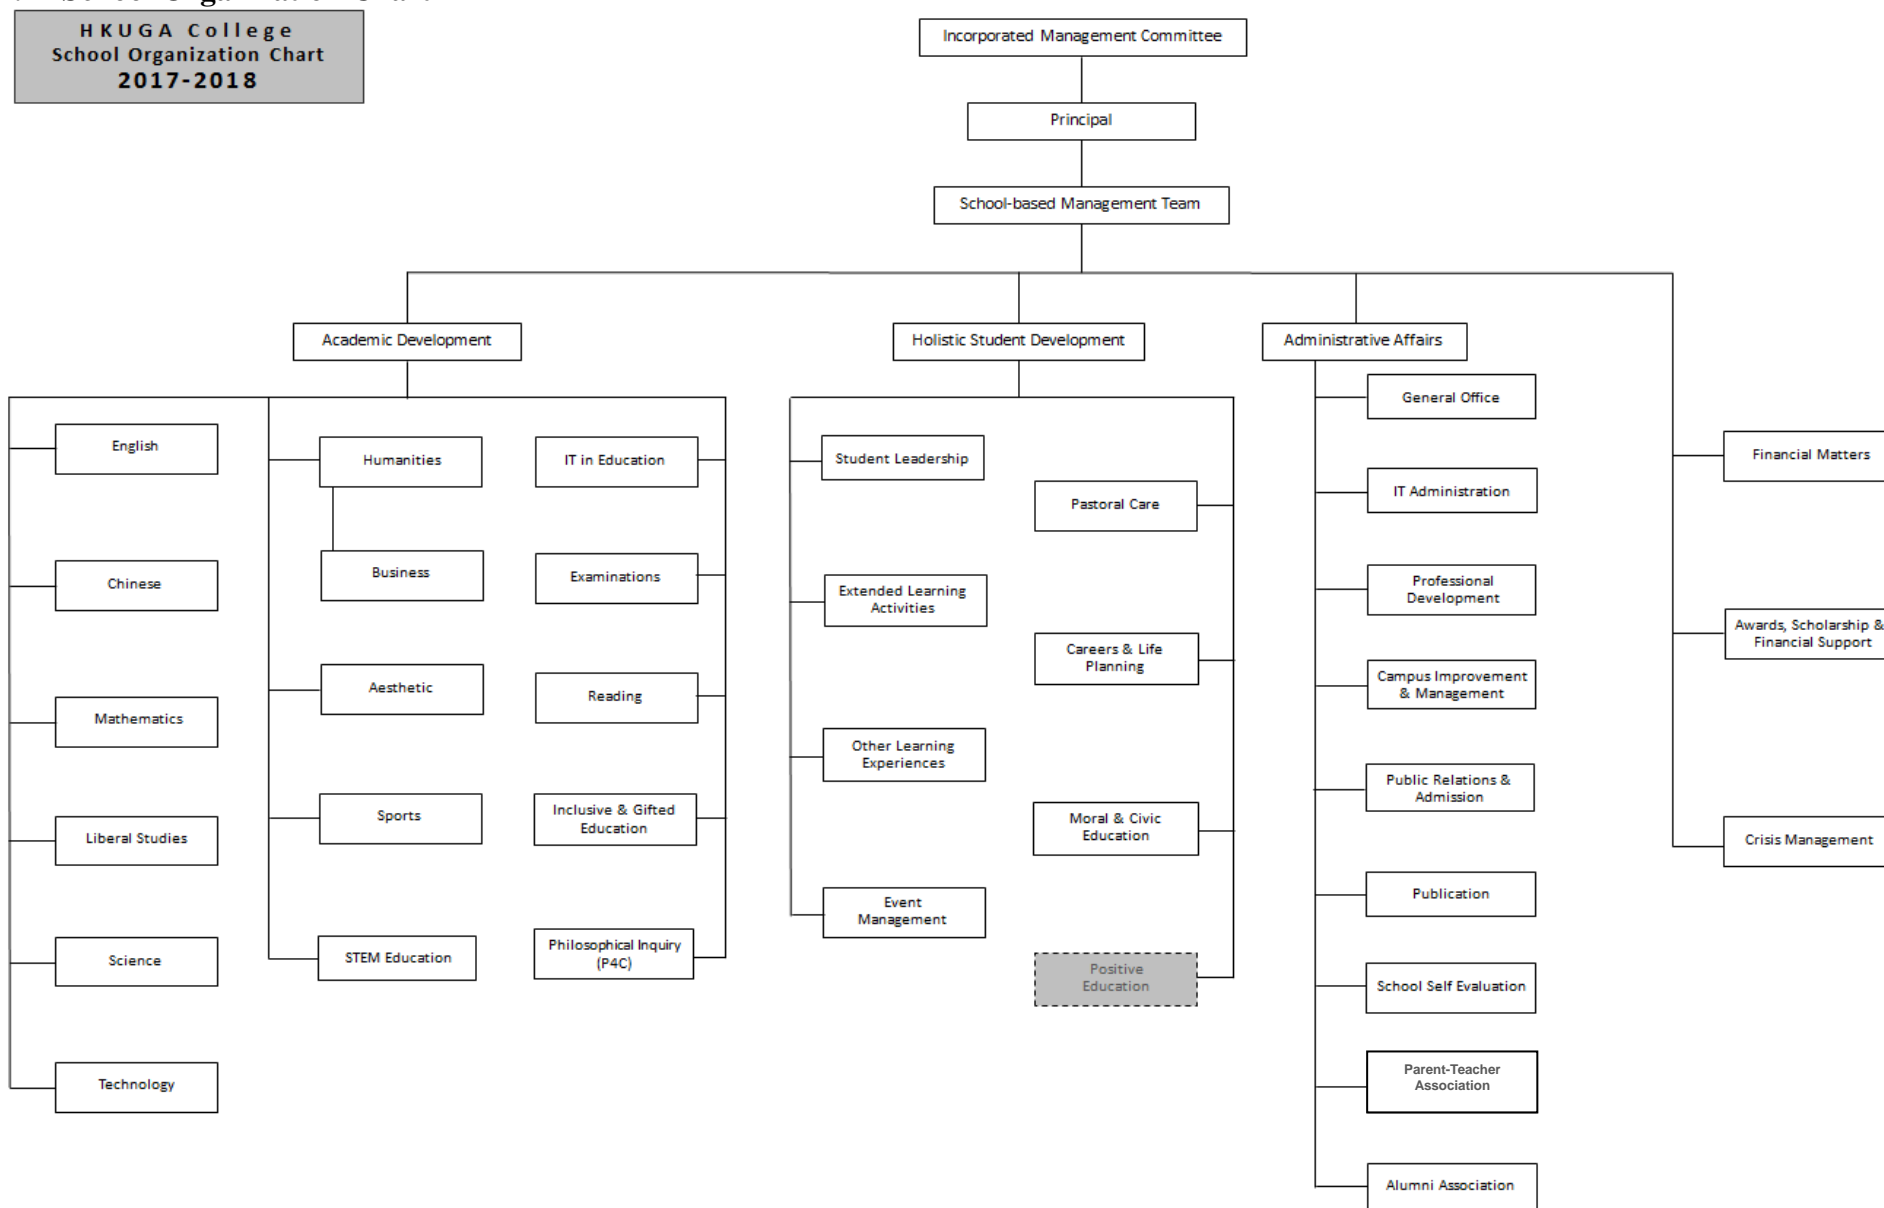 HKUGA College
School Organization Chart
2017-2018
Incorporated Management Committee
Principal
School-based Management Team
Academic Development
Holistic Student Development
Administrative Affairs
English
Chinese
Mathematics
Liberal Studies
Science
Technology
Humanities
Business
Aesthetic
Sports
STEM Education
IT in Education
Examinations
Reading
Inclusive & Gifted
Education
Philosophical Inquiry
(P4C)
Student Leadership
Extended Learning
Activities
Other Learning
Experiences
Event
Management
Pastoral Care
Careers & Life
Planning
Moral & Civic
Education
Positive
Education
General Office
IT Administration
Professional
Development
Campus Improvement
& Management
Public Relations &
Admission
Publication
School Self Evaluation
Parent-Teacher
Association
Alumni Association
Financial Matters
Awards, Scholarship &
Financial Support
Crisis Management